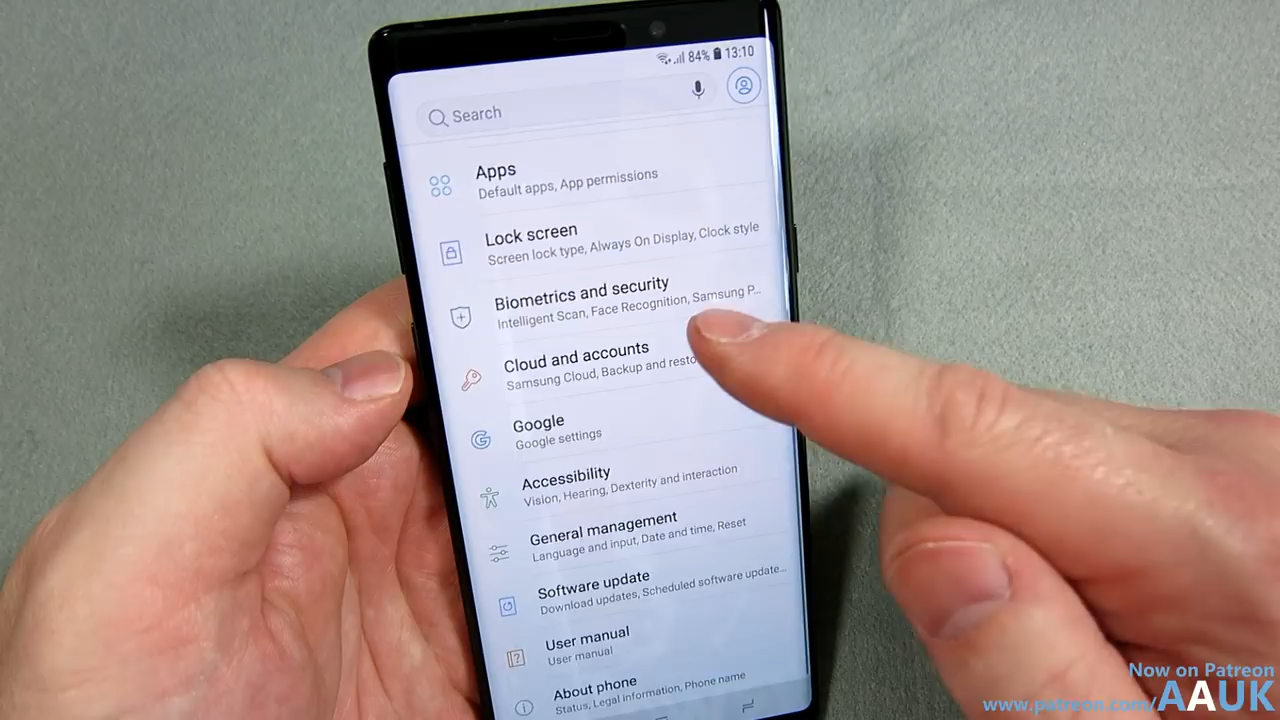 84% 13:10
Search
Apps
Default apps, App permissions
Lock screen
Screen lock type, Always On Display, Clock style
Biometrics and security
Intelligent Scan, Face Recognition, Samsung P...
Cloud and accounts
Samsung Cloud, Backup and resto
Google
Google settings
Accessibility
Vision, Hearing, Dexterity and interaction
General management
Language and input, Date and time, Reset
Software update
Download updates, Scheduled software update...
User manual
User manual
About phone
Status, Legal information, Phone name
Now on Patreon
www.patreon.com/AAUK